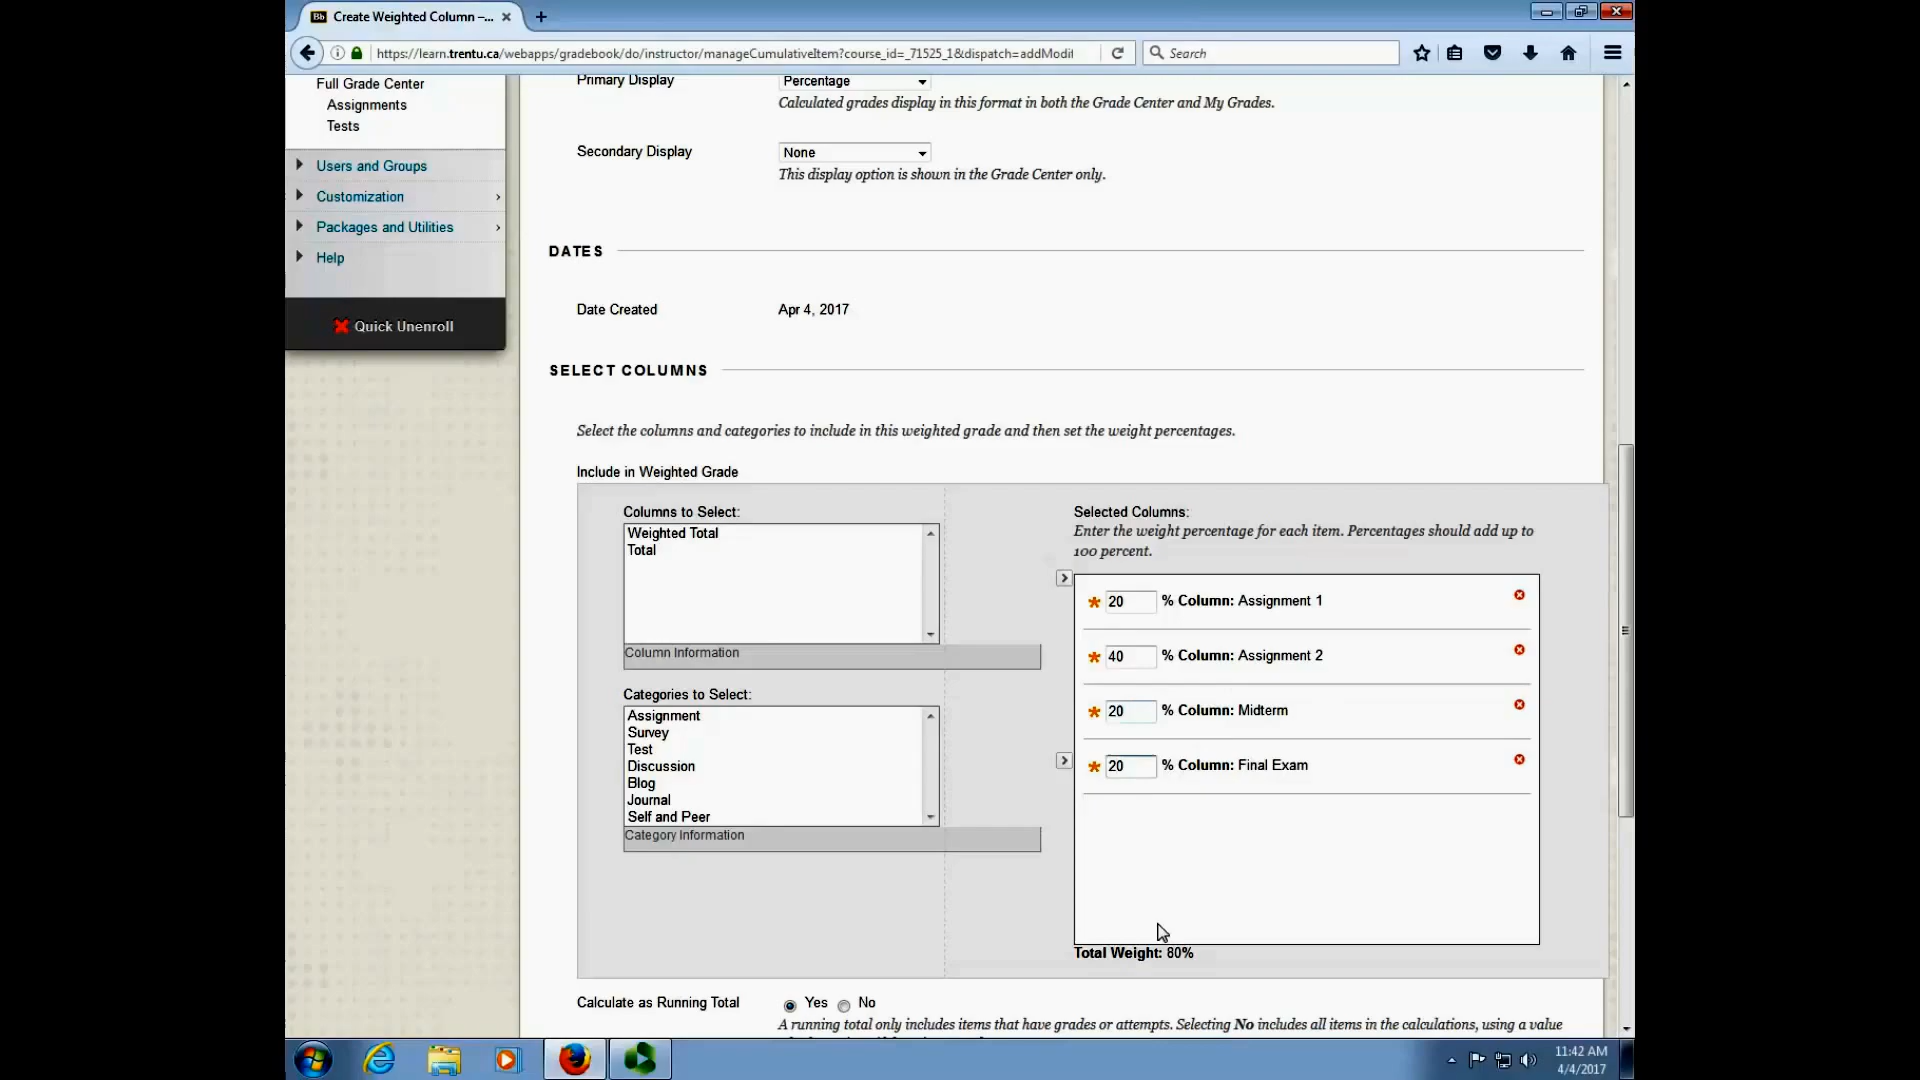 Create Weighted Column –...
https://learn.trentu.ca/webapps/gradebook/do/instructor/manageCumulativeItem?course_id=_71525_1&dispatch=addModif
Search
Full Grade Center
Assignments
Tests
Users and Groups
Customization
Packages and Utilities
Help
Quick Unenroll
Primary Display
Percentage
Calculated grades display in this format in both the Grade Center and My Grades.
Secondary Display
None
This display option is shown in the Grade Center only.
DATES
Date Created
Apr 4, 2017
SELECT COLUMNS
Select the columns and categories to include in this weighted grade and then set the weight percentages.
Include in Weighted Grade
Columns to Select:
Weighted Total
Total
Column Information
Categories to Select:
Assignment
Survey
Test
Discussion
Blog
Journal
Self and Peer
Category Information
Selected Columns:
Enter the weight percentage for each item. Percentages should add up to
100 percent.
20 % Column: Assignment 1
40 % Column: Assignment 2
20 % Column: Midterm
20 % Column: Final Exam
Total Weight: 80%
Calculate as Running Total
Yes No
A running total only includes items that have grades or attempts. Selecting No includes all items in the calculations, using a value
11:42 AM
4/4/2017